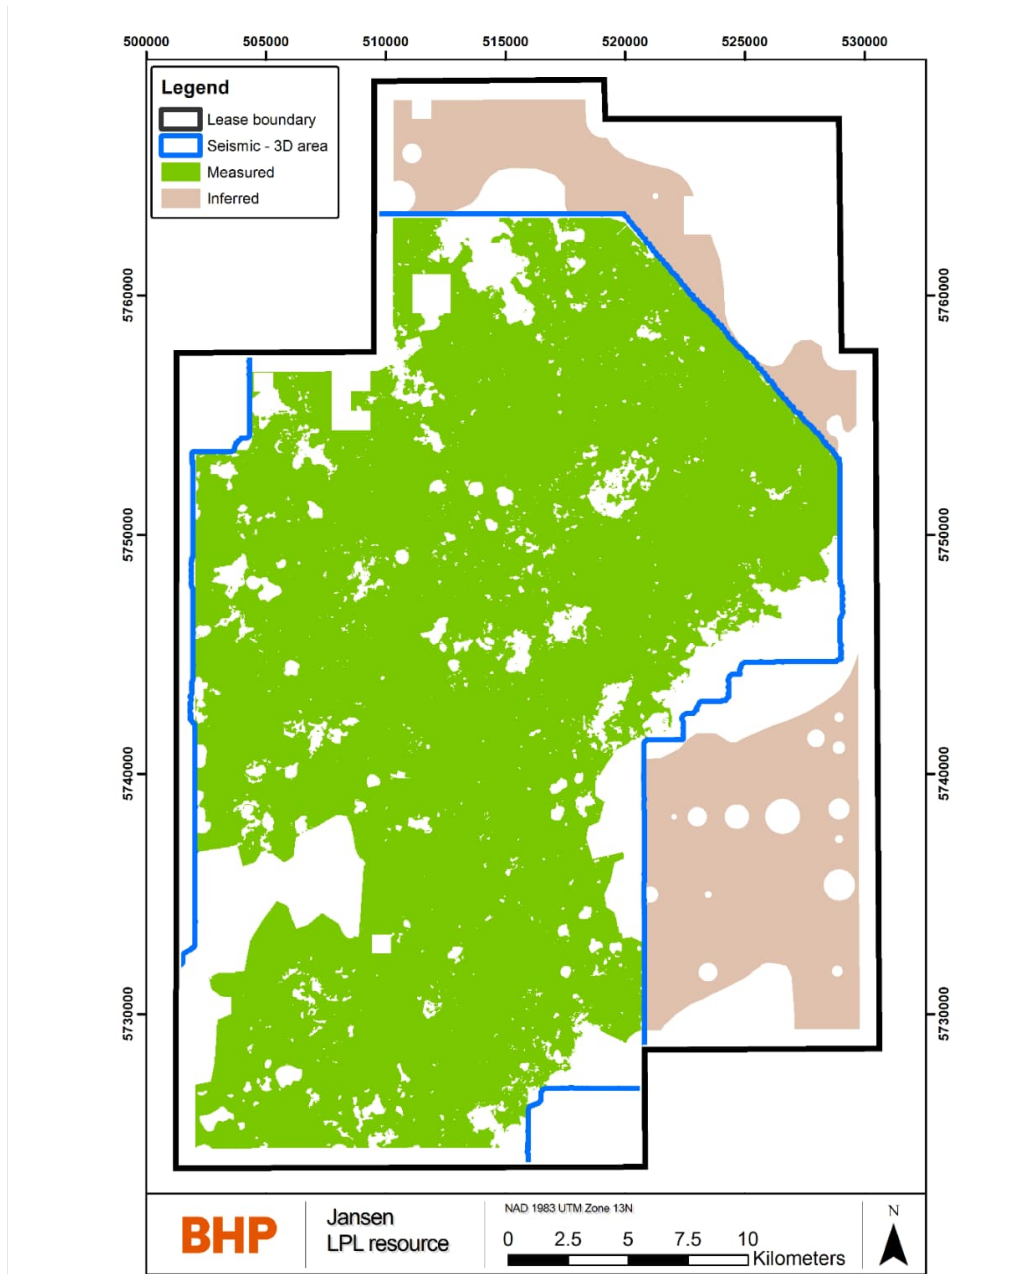 500000 505000 510000 515000 520000 525000 530000
Legend
Lease boundary
Seismic - 3D area
Measured
Inferred
5760000 5760000
5750000 5750000
5740000 5740000
5730000 5730000
BHP
Jansen
LPL resource
NAD 1983 UTM Zone 13N
0 2.5 5 7.5 10
Kilometers
N